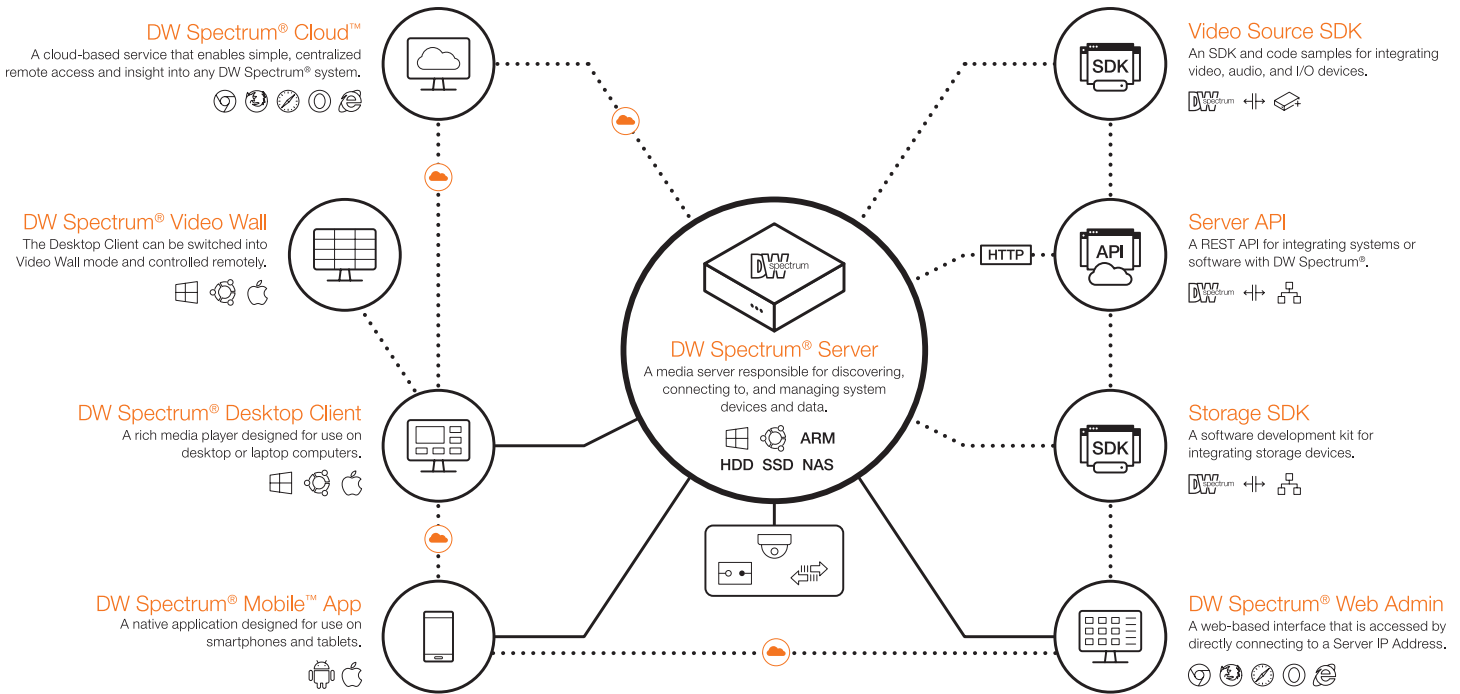 DW Spectrum® Cloud™
A cloud-based service that enables simple, centralized
remote access and insight into any DW Spectrum® system.
DW Spectrum® Video Wall
The Desktop Client can be switched into
Video Wall mode and controlled remotely.
DW Spectrum® Desktop Client
A rich media player designed for use on
desktop or laptop computers.
DW Spectrum® Mobile™ App
A native application designed for use on
smartphones and tablets.
DW spectrum
DW Spectrum® Server
A media server responsible for discovering,
connecting to, and managing system
devices and data.
ARM
HDD SSD NAS
HTTP
SDK
Video Source SDK
An SDK and code samples for integrating
video, audio, and I/O devices.
DW spectrum
API
Server API
A REST API for integrating systems or
software with DW Spectrum®.
DW spectrum
SDK
Storage SDK
A software development kit for
integrating storage devices.
DW spectrum
DW Spectrum® Web Admin
A web-based interface that is accessed by
directly connecting to a Server IP Address.